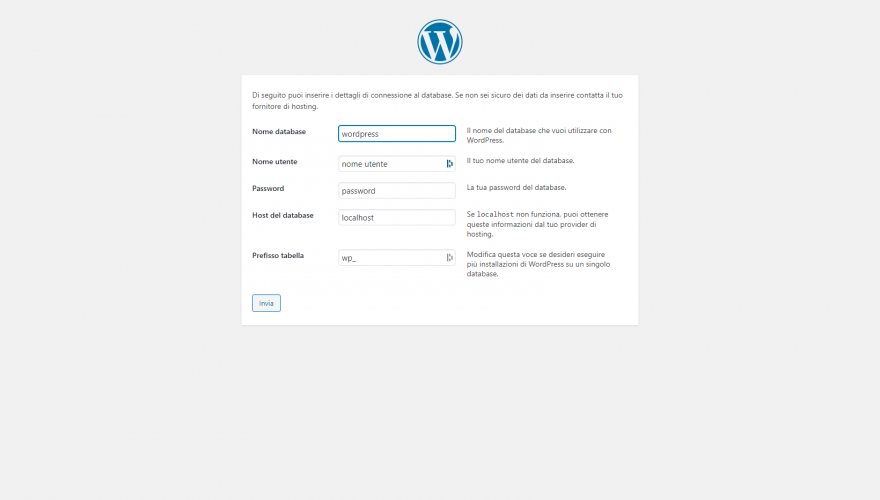 Di seguito puoi inserire i dettagli di connessione al database. Se non sei sicuro dei dati da inserire contatta il tuo
fornitore di hosting.
Nome database
wordpress
Il nome del database che vuoi utilizzare con
WordPress.
Nome utente
nome utente
Il tuo nome utente del database.
Password
password
La tua password del database.
Host del database
localhost
Se localhost non funziona, puoi ottenere
queste informazioni dal tuo provider di
hosting.
Prefisso tabella
wp_
Modifica questa voce se desideri eseguire
più installazioni di WordPress su un singolo
database.
Invia